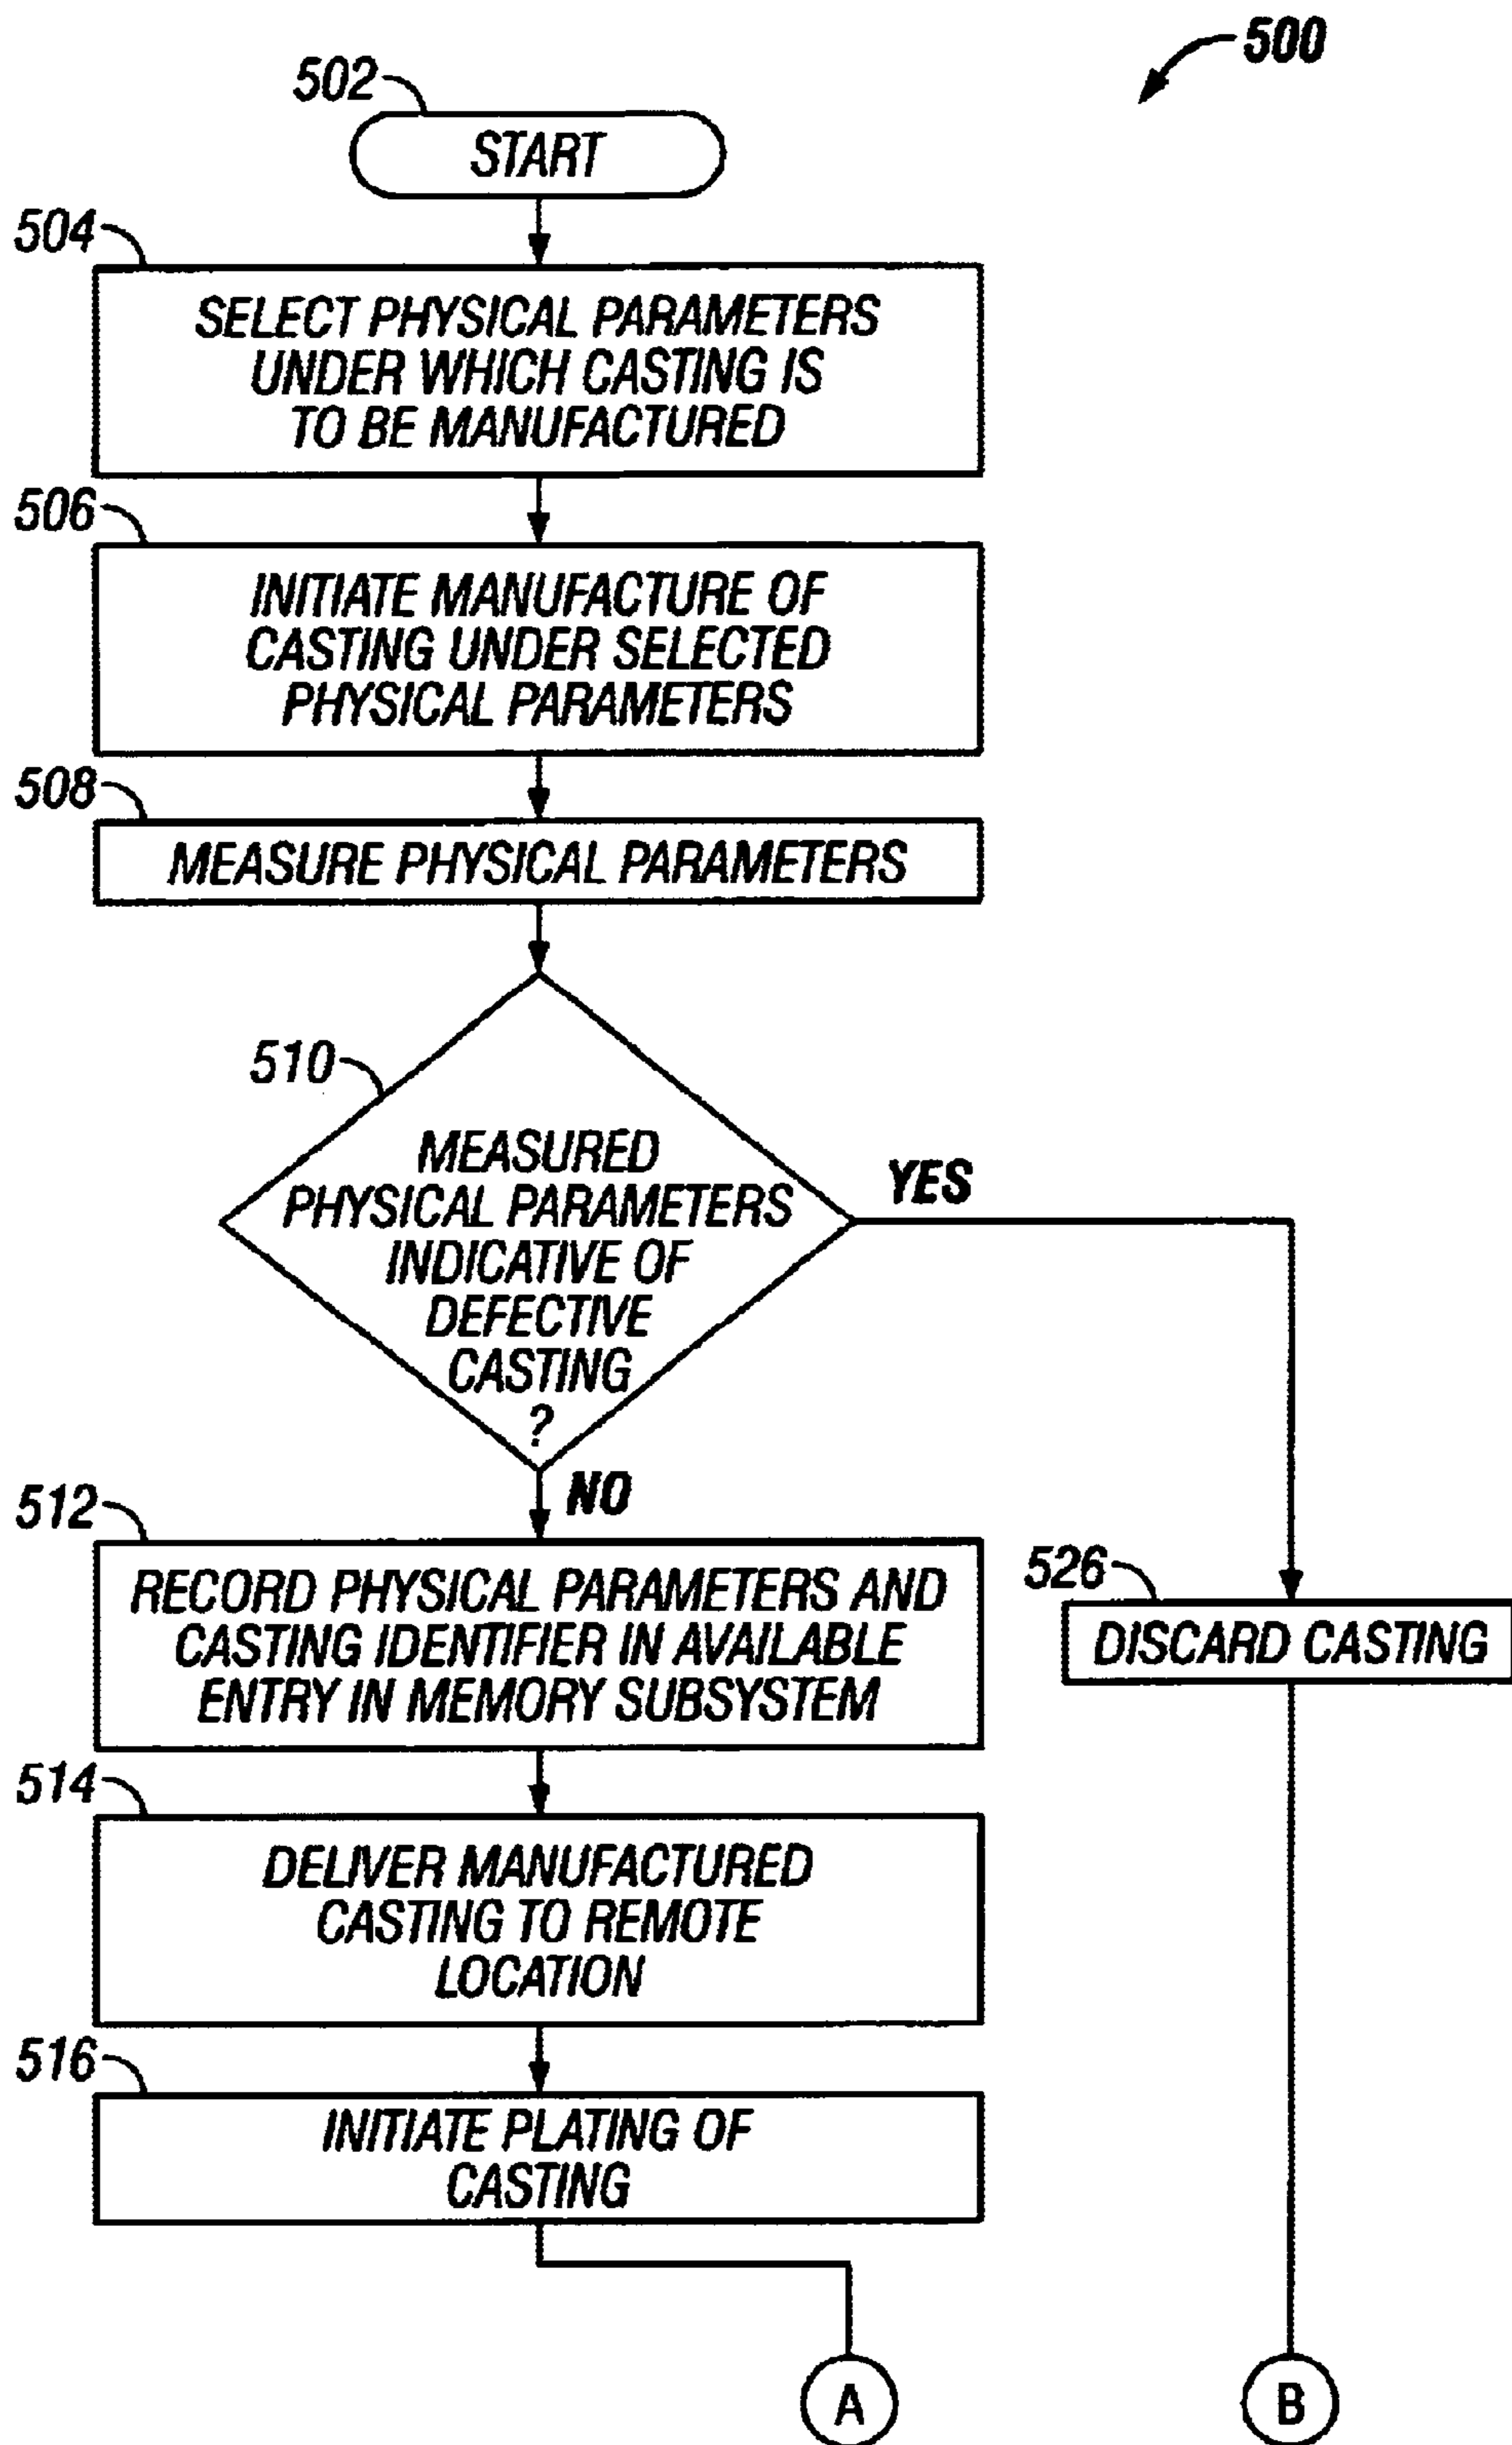 500
502
START
504
SELECT PHYSICAL PARAMETERS
UNDER WHICH CASTING IS
TO BE MANUFACTURED
506
INITIATE MANUFACTURE OF
CASTING UNDER SELECTED
PHYSICAL PARAMETERS
508
MEASURE PHYSICAL PARAMETERS
510
MEASURED
PHYSICAL PARAMETERS
INDICATIVE OF
DEFECTIVE
CASTING
?
YES
NO
512
RECORD PHYSICAL PARAMETERS AND
CASTING IDENTIFIER IN AVAILABLE
ENTRY IN MEMORY SUBSYSTEM
526
DISCARD CASTING
514
DELIVER MANUFACTURED
CASTING TO REMOTE
LOCATION
516
INITIATE PLATING OF
CASTING
A
B